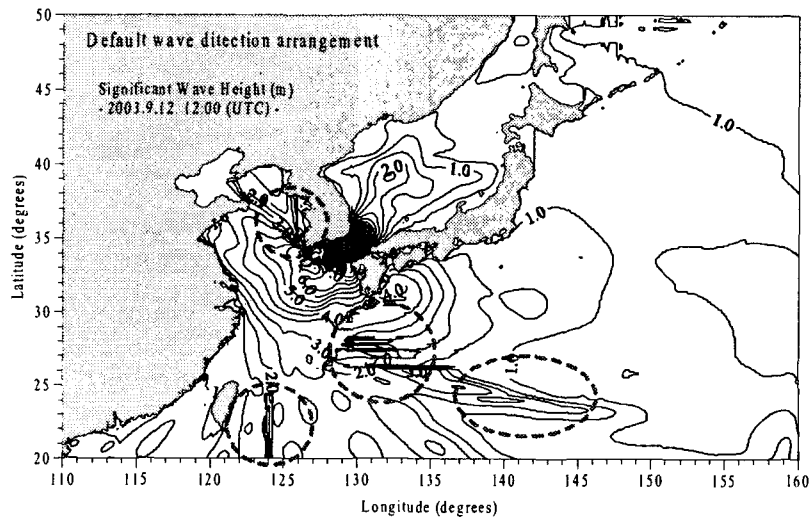 50
Default wave ditection arrangement
45
Significant Wave Height (m)
- 2003.9.12 12:00 (UTC) -
1.0
40
2.0
1.0
35
1.0
30
4.0
3.0
25
2.0
3.0
2.0
20
110 115 120 125 130 135 140 145 150 155 160
Latitude (degrees)
Longitude (degrees)